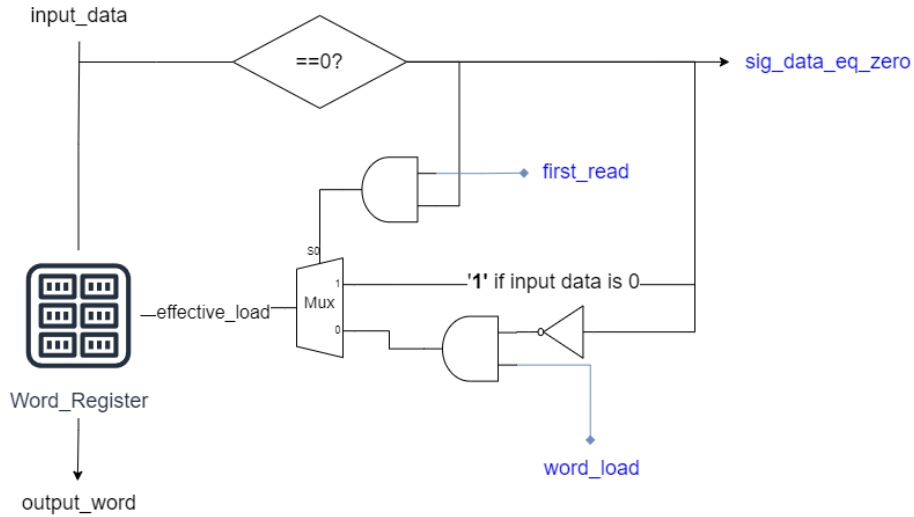 input_data
==0?
sig_data_eq_zero
first_read
S0
1
'1' if input data is 0
Mux
effective_load
0
Word_Register
word_load
output_word